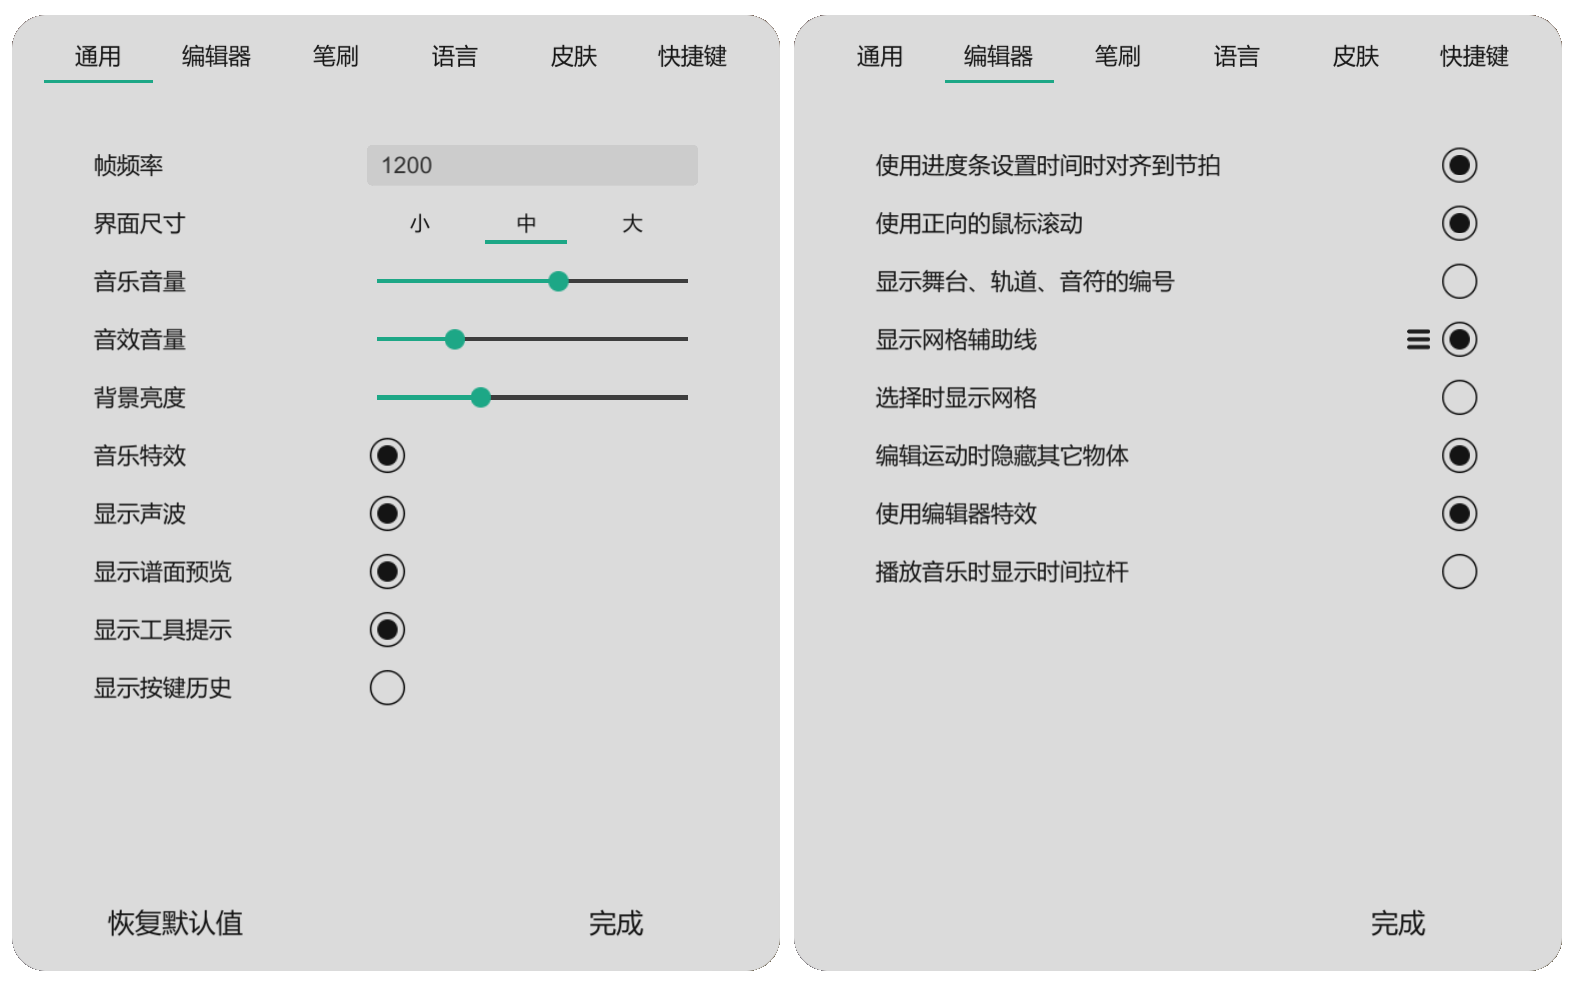 通用 编辑器 笔刷 语言 皮肤 快捷键
帧频率 1200
界面尺寸 小 中 大
音乐音量
音效音量
背景亮度
音乐特效
显示声波
显示谱面预览
显示工具提示
显示按键历史
恢复默认值 完成
通用 编辑器 笔刷 语言 皮肤 快捷键
使用进度条设置时间时对齐到节拍
使用正向的鼠标滚动
显示舞台、轨道、音符的编号
显示网格辅助线
选择时显示网格
编辑运动时隐藏其它物体
使用编辑器特效
播放音乐时显示时间拉杆
完成